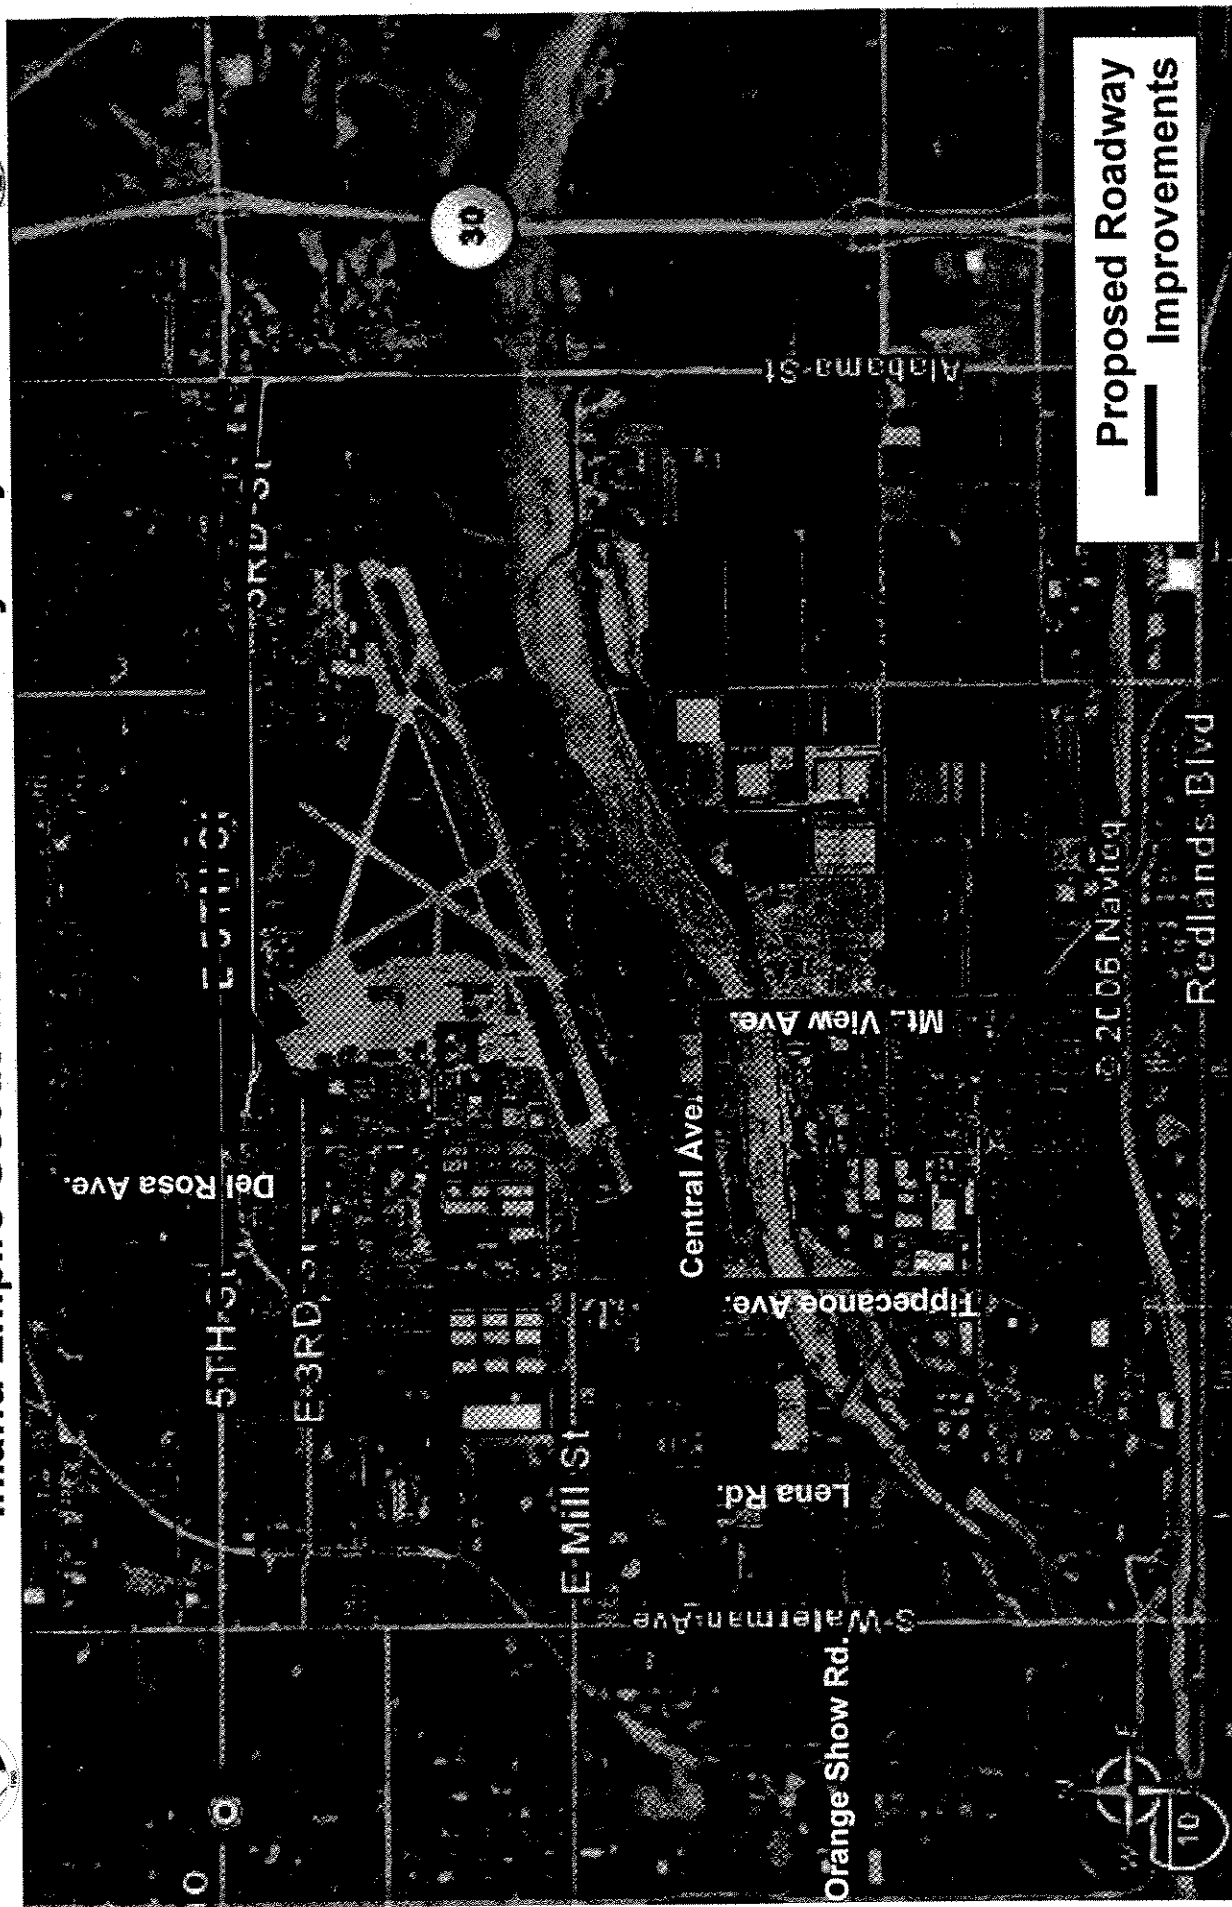 30
Proposed Roadway
Improvements
Alabama St
3RD St
5TH St
E 3RD St
Del Rosa Ave.
E Mill St
Central Ave.
Mt. View Ave.
Tippecanoe Ave.
Lena Rd.
S Waterman Ave
Orange Show Rd.
© 2006 Navteq
Redlands Blvd
10